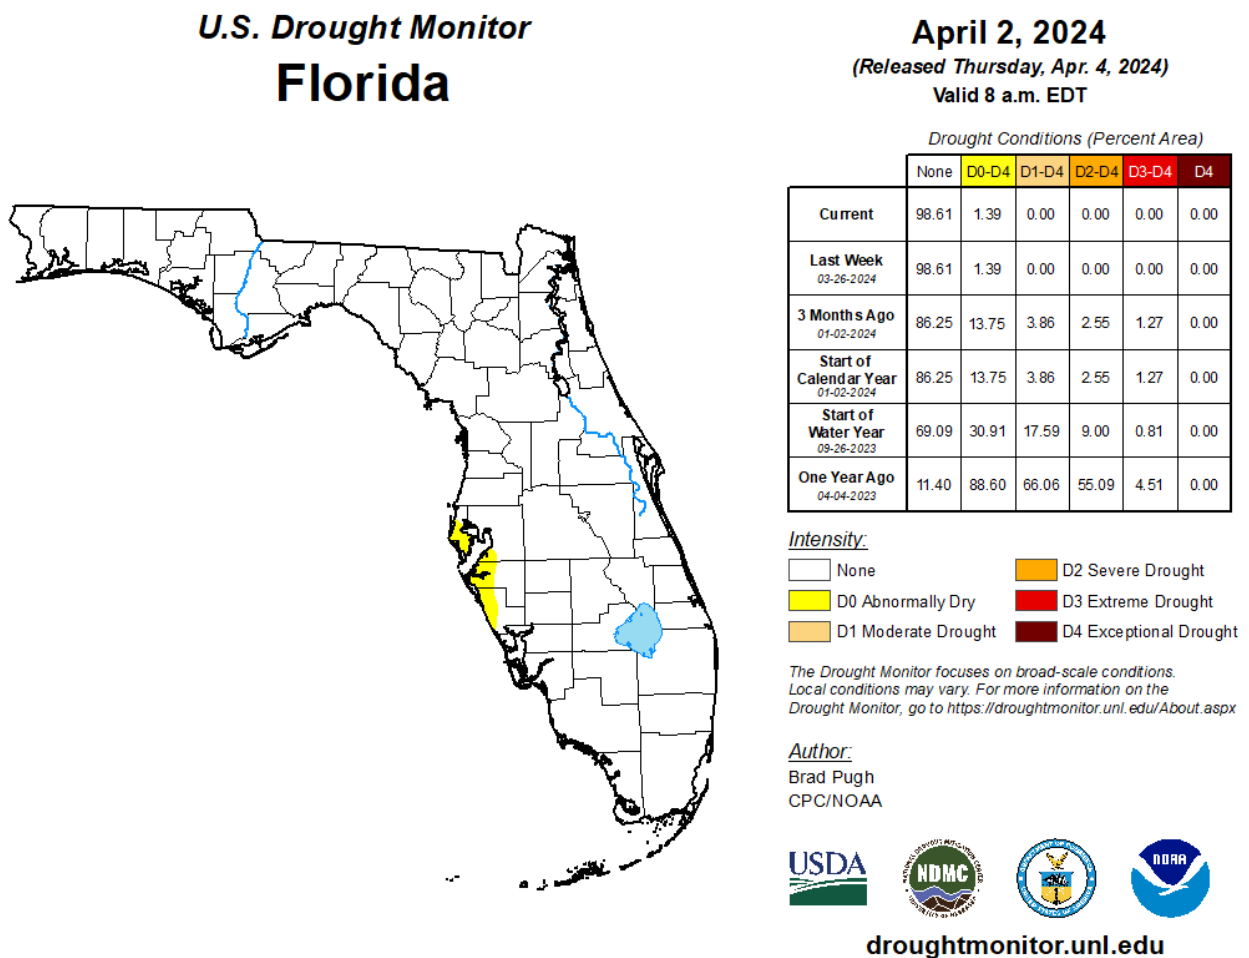 U.S. Drought Monitor
Florida
April 2, 2024
(Released Thursday, Apr. 4, 2024)
Valid 8 a.m. EDT
Drought Conditions (Percent Area)
None D0-D4 D1-D4 D2-D4 D3-D4 D4
Current 98.61 1.39 0.00 0.00 0.00 0.00
Last Week
03-26-2024 98.61 1.39 0.00 0.00 0.00 0.00
3 Months Ago
01-02-2024 86.25 13.75 3.86 2.55 1.27 0.00
Start of
Calendar Year
01-02-2024 86.25 13.75 3.86 2.55 1.27 0.00
Start of
Water Year
09-26-2023 69.09 30.91 17.59 9.00 0.81 0.00
One Year Ago
04-04-2023 11.40 88.60 66.06 55.09 4.51 0.00
Intensity:
None
D0 Abnormally Dry
D1 Moderate Drought
D2 Severe Drought
D3 Extreme Drought
D4 Exceptional Drought
The Drought Monitor focuses on broad-scale conditions.
Local conditions may vary. For more information on the
Drought Monitor, go to https://droughtmonitor.unl.edu/About.aspx
Author:
Brad Pugh
CPC/NOAA
USDA
NDMC
NOAA
droughtmonitor.unl.edu